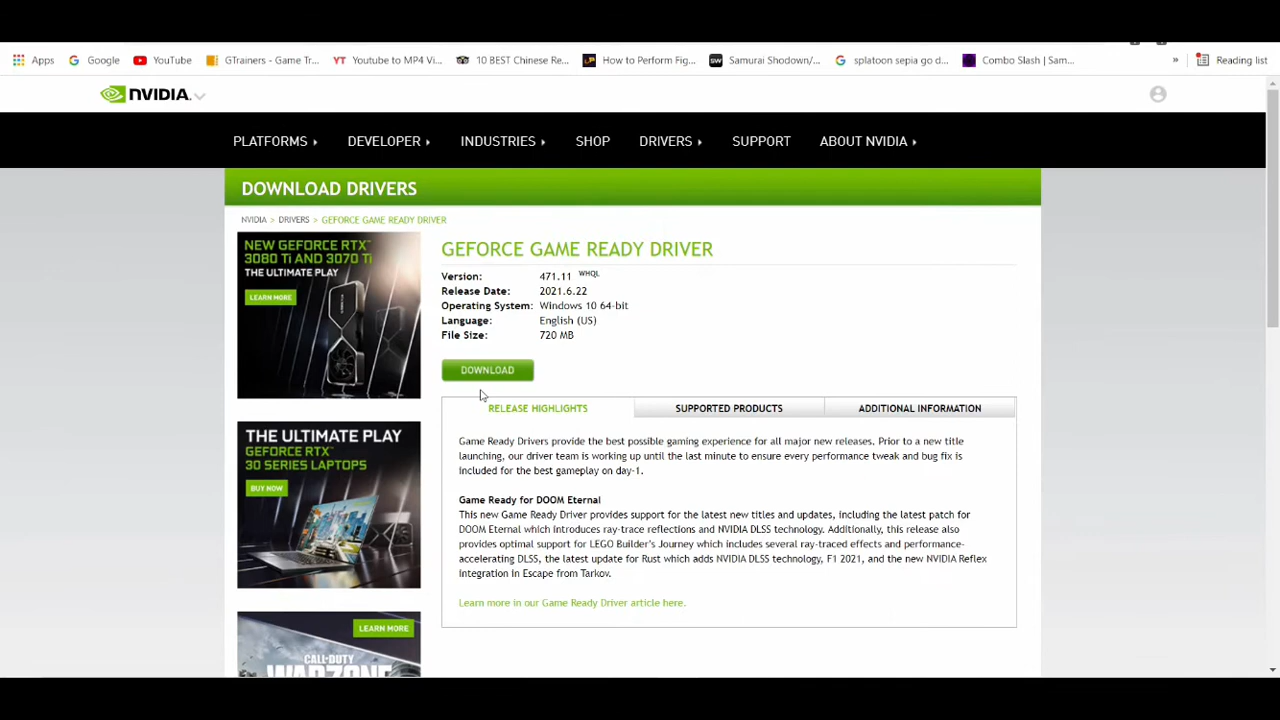 Apps Google YouTube GTrainers - Game Tr... Youtube to MP4 Vi... 10 BEST Chinese Re... How to Perform Fig... Samurai Shodown/... splatoon sepia go d... Combo Slash | Sam... » Reading list
NVIDIA.
PLATFORMS DEVELOPER INDUSTRIES SHOP DRIVERS SUPPORT ABOUT NVIDIA
DOWNLOAD DRIVERS
NVIDIA > DRIVERS > GEFORCE GAME READY DRIVER
NEW GEFORCE RTX™
3080 Ti AND 3070 Ti
THE ULTIMATE PLAY
LEARN MORE
THE ULTIMATE PLAY
GEFORCE RTX™
30 SERIES LAPTOPS
BUY NOW
LEARN MORE
CALL·DUTY
WARZONE
GEFORCE GAME READY DRIVER
Version: 471.11 WHQL
Release Date: 2021.6.22
Operating System: Windows 10 64-bit
Language: English (US)
File Size: 720 MB
DOWNLOAD
RELEASE HIGHLIGHTS SUPPORTED PRODUCTS ADDITIONAL INFORMATION
Game Ready Drivers provide the best possible gaming experience for all major new releases. Prior to a new title
launching, our driver team is working up until the last minute to ensure every performance tweak and bug fix is
included for the best gameplay on day-1.
Game Ready for DOOM Eternal
This new Game Ready Driver provides support for the latest new titles and updates, including the latest patch for
DOOM Eternal which introduces ray-trace reflections and NVIDIA DLSS technology. Additionally, this release also
provides optimal support for LEGO Builder's Journey which includes several ray-traced effects and performance-
accelerating DLSS, the latest update for Rust which adds NVIDIA DLSS technology, F1 2021, and the new NVIDIA Reflex
integration in Escape from Tarkov.
Learn more in our Game Ready Driver article here.